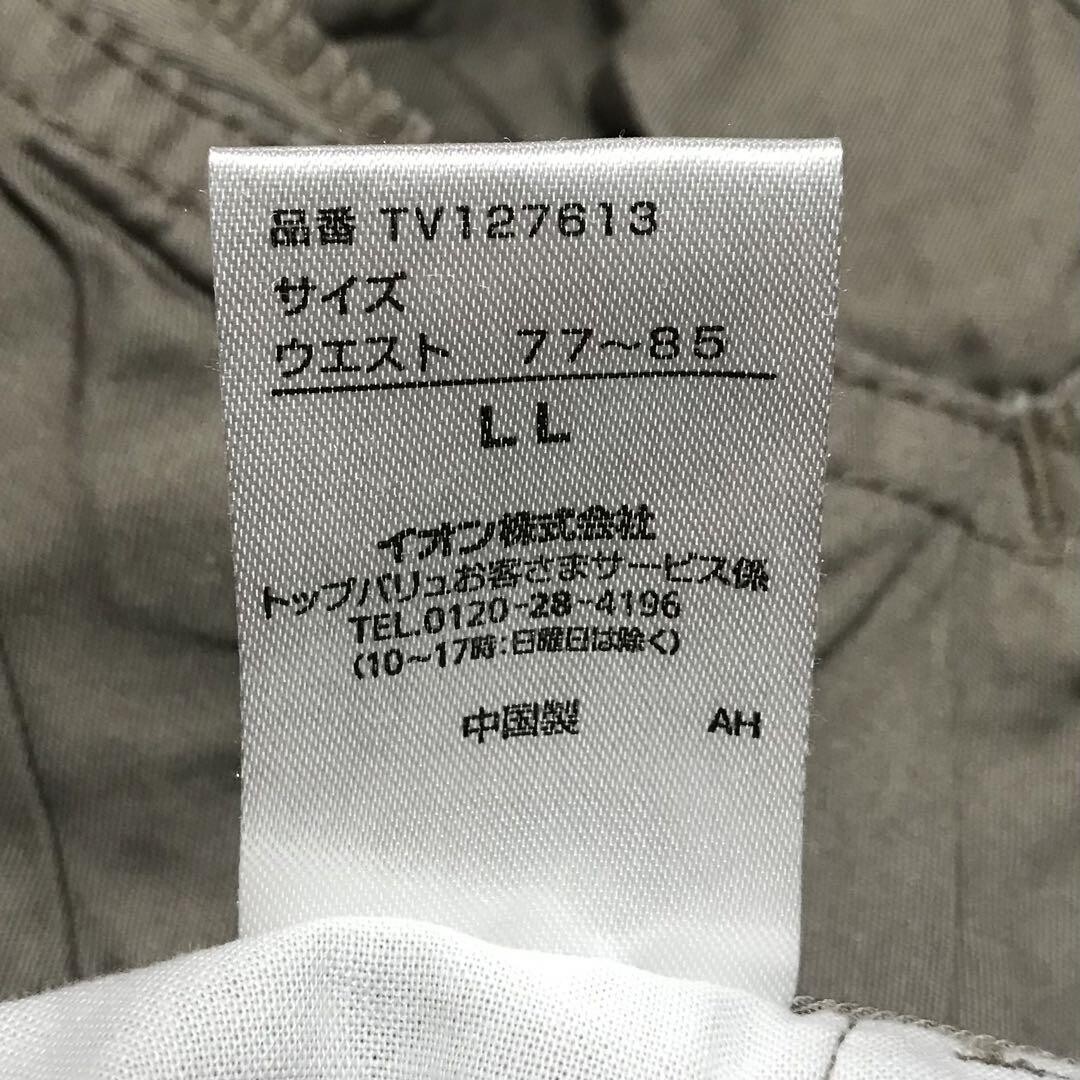 品番 TV127613
サイズ
ウエスト 77～85
LL
イオン株式会社
トップバリュお客さまサービス係
TEL.0120-28-4196
(10～17時:日曜日は除く)
中国製 AH